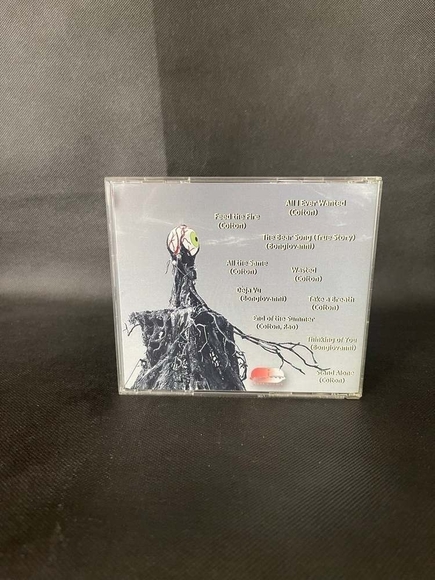 All I Ever Wanted
(Colton)
Feed the Fire
(Colton)
The Bear Song (True Story)
(Bongiovanni)
All the Same
(Colton)
Wasted
(Colton)
Deja Vu
(Bongiovanni)
Take a Breath
(Colton)
End of the Summer
(Colton, Rao)
Thinking of You
(Bongiovanni)
Stand Alone
(Colton)